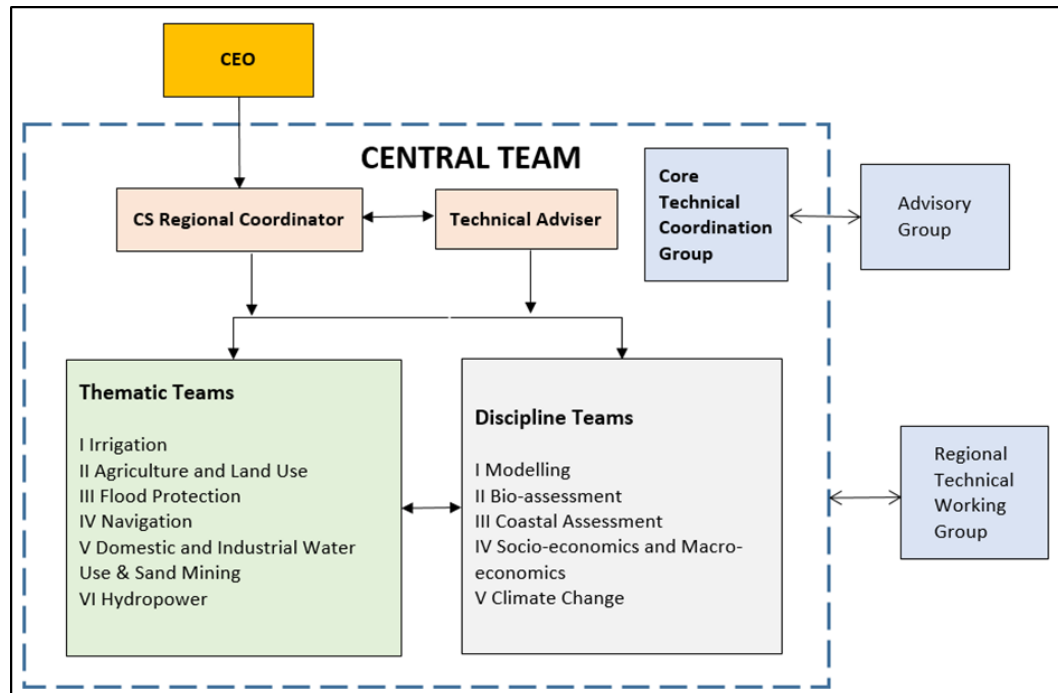 CEO
CENTRAL TEAM
CS Regional Coordinator
Technical Adviser
Core
Technical
Coordination
Group
Advisory
Group
Thematic Teams
I Irrigation
II Agriculture and Land Use
III Flood Protection
IV Navigation
V Domestic and Industrial Water
Use & Sand Mining
VI Hydropower
Discipline Teams
I Modelling
II Bio-assessment
III Coastal Assessment
IV Socio-economics and Macro-
economics
V Climate Change
Regional
Technical
Working
Group